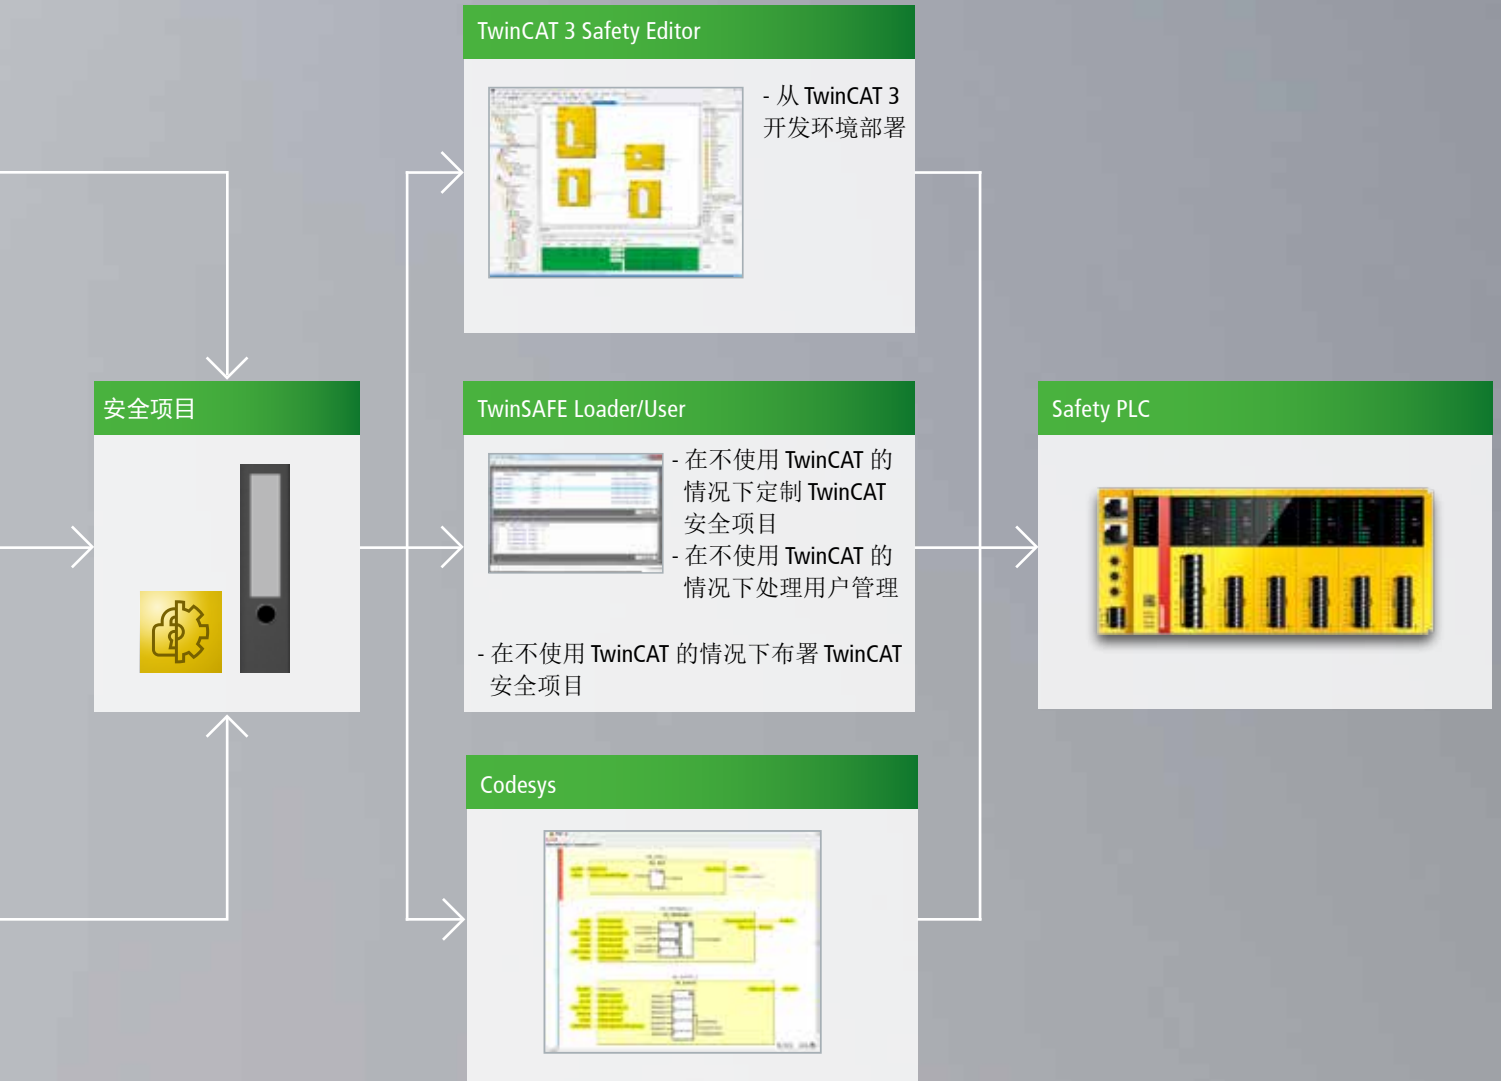 TwinCAT 3 Safety Editor
- 从 TwinCAT 3
开发环境部署
安全项目
TwinSAFE Loader/User
- 在不使用 TwinCAT 的
情况下定制 TwinCAT
安全项目
- 在不使用 TwinCAT 的
情况下处理用户管理
- 在不使用 TwinCAT 的情况下布署 TwinCAT
安全项目
Safety PLC
Codesys